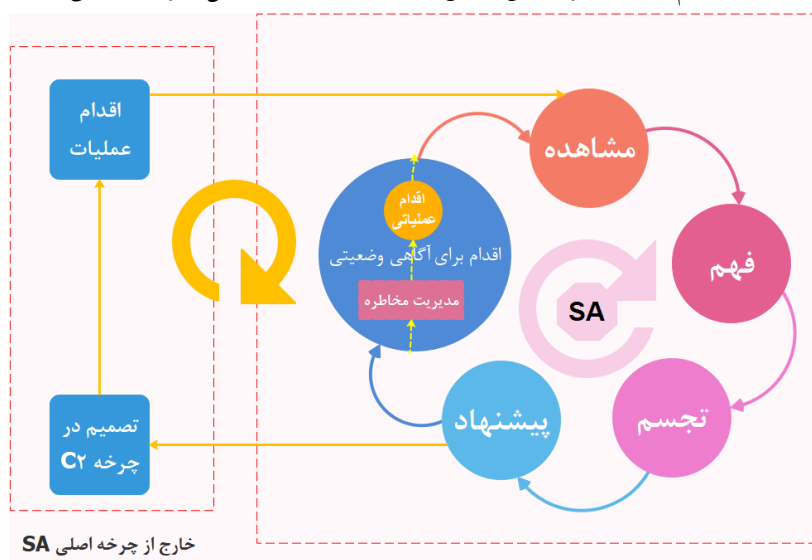 اقدام
عملیات
مشاهده
اقدام
عملیاتی
اقدام برای آگاهی وضعیتی
مدیریت مخاطره
فهم
SA
تجسم
پیشنهاد
تصمیم در
چرخه C۲
خارج از چرخه اصلی SA